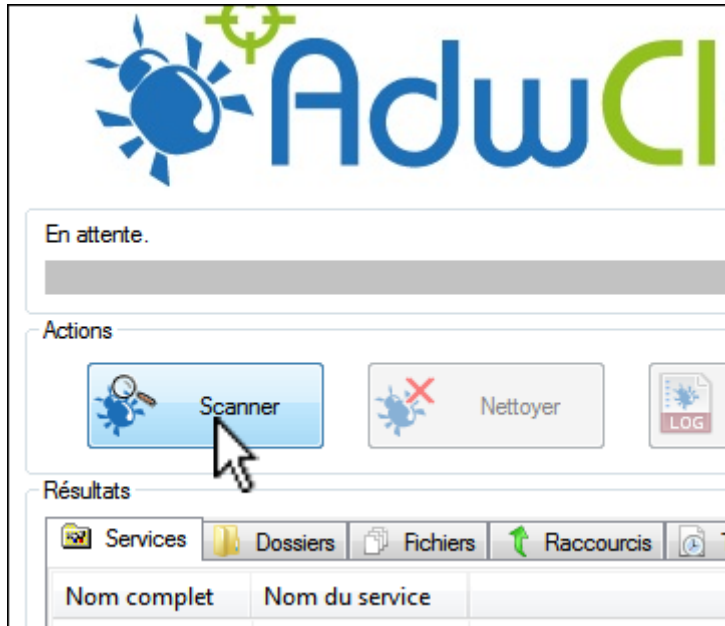 AdwCl
En attente.
Actions
Scanner
Nettoyer
LOG
Résultats
Services
Dossiers
Fichiers
Raccourcis
Nom complet
Nom du service